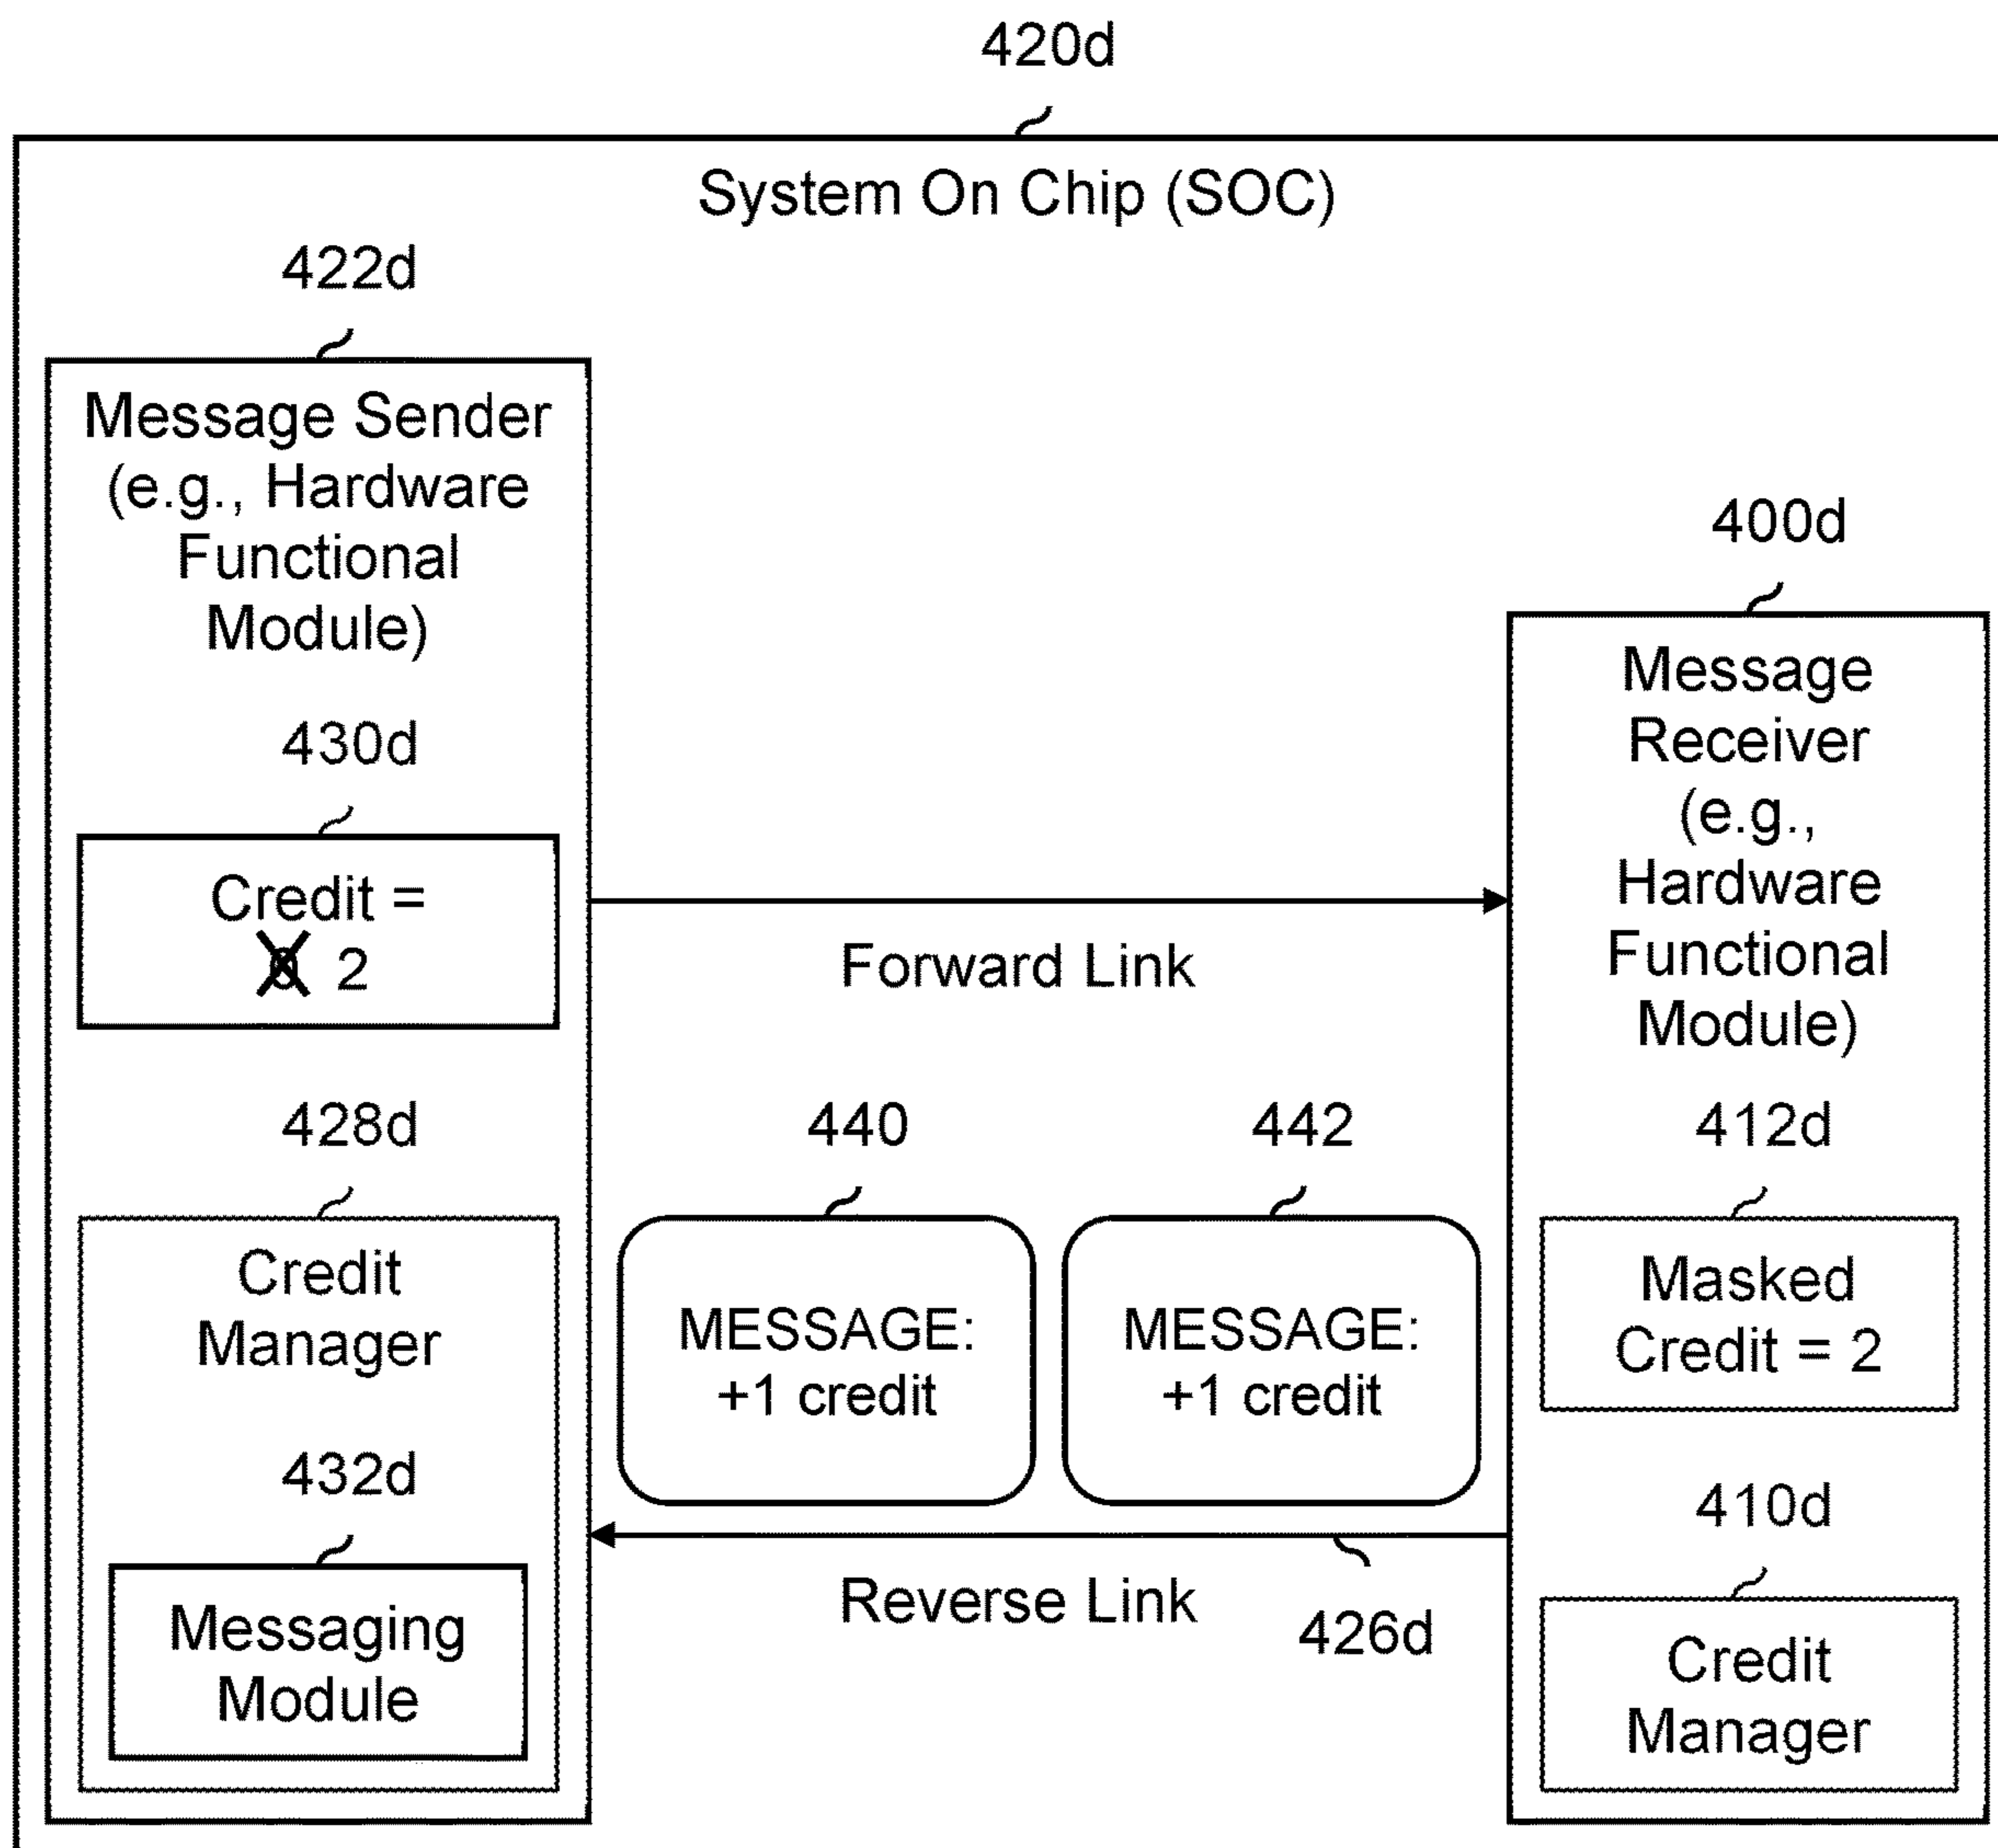 420d
System On Chip (SOC)
422d
Message Sender
(e.g., Hardware
Functional
Module)
430d
Credit =
0 2
428d
Credit
Manager
432d
Messaging
Module
Forward Link
440
MESSAGE:
+1 credit
442
MESSAGE:
+1 credit
Reverse Link
426d
400d
Message
Receiver
(e.g.,
Hardware
Functional
Module)
412d
Masked
Credit = 2
410d
Credit
Manager